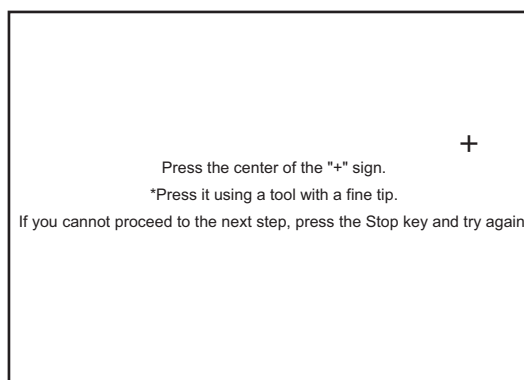 +
Press the center of the "+" sign.
*Press it using a tool with a fine tip.
If you cannot proceed to the next step, press the Stop key and try again